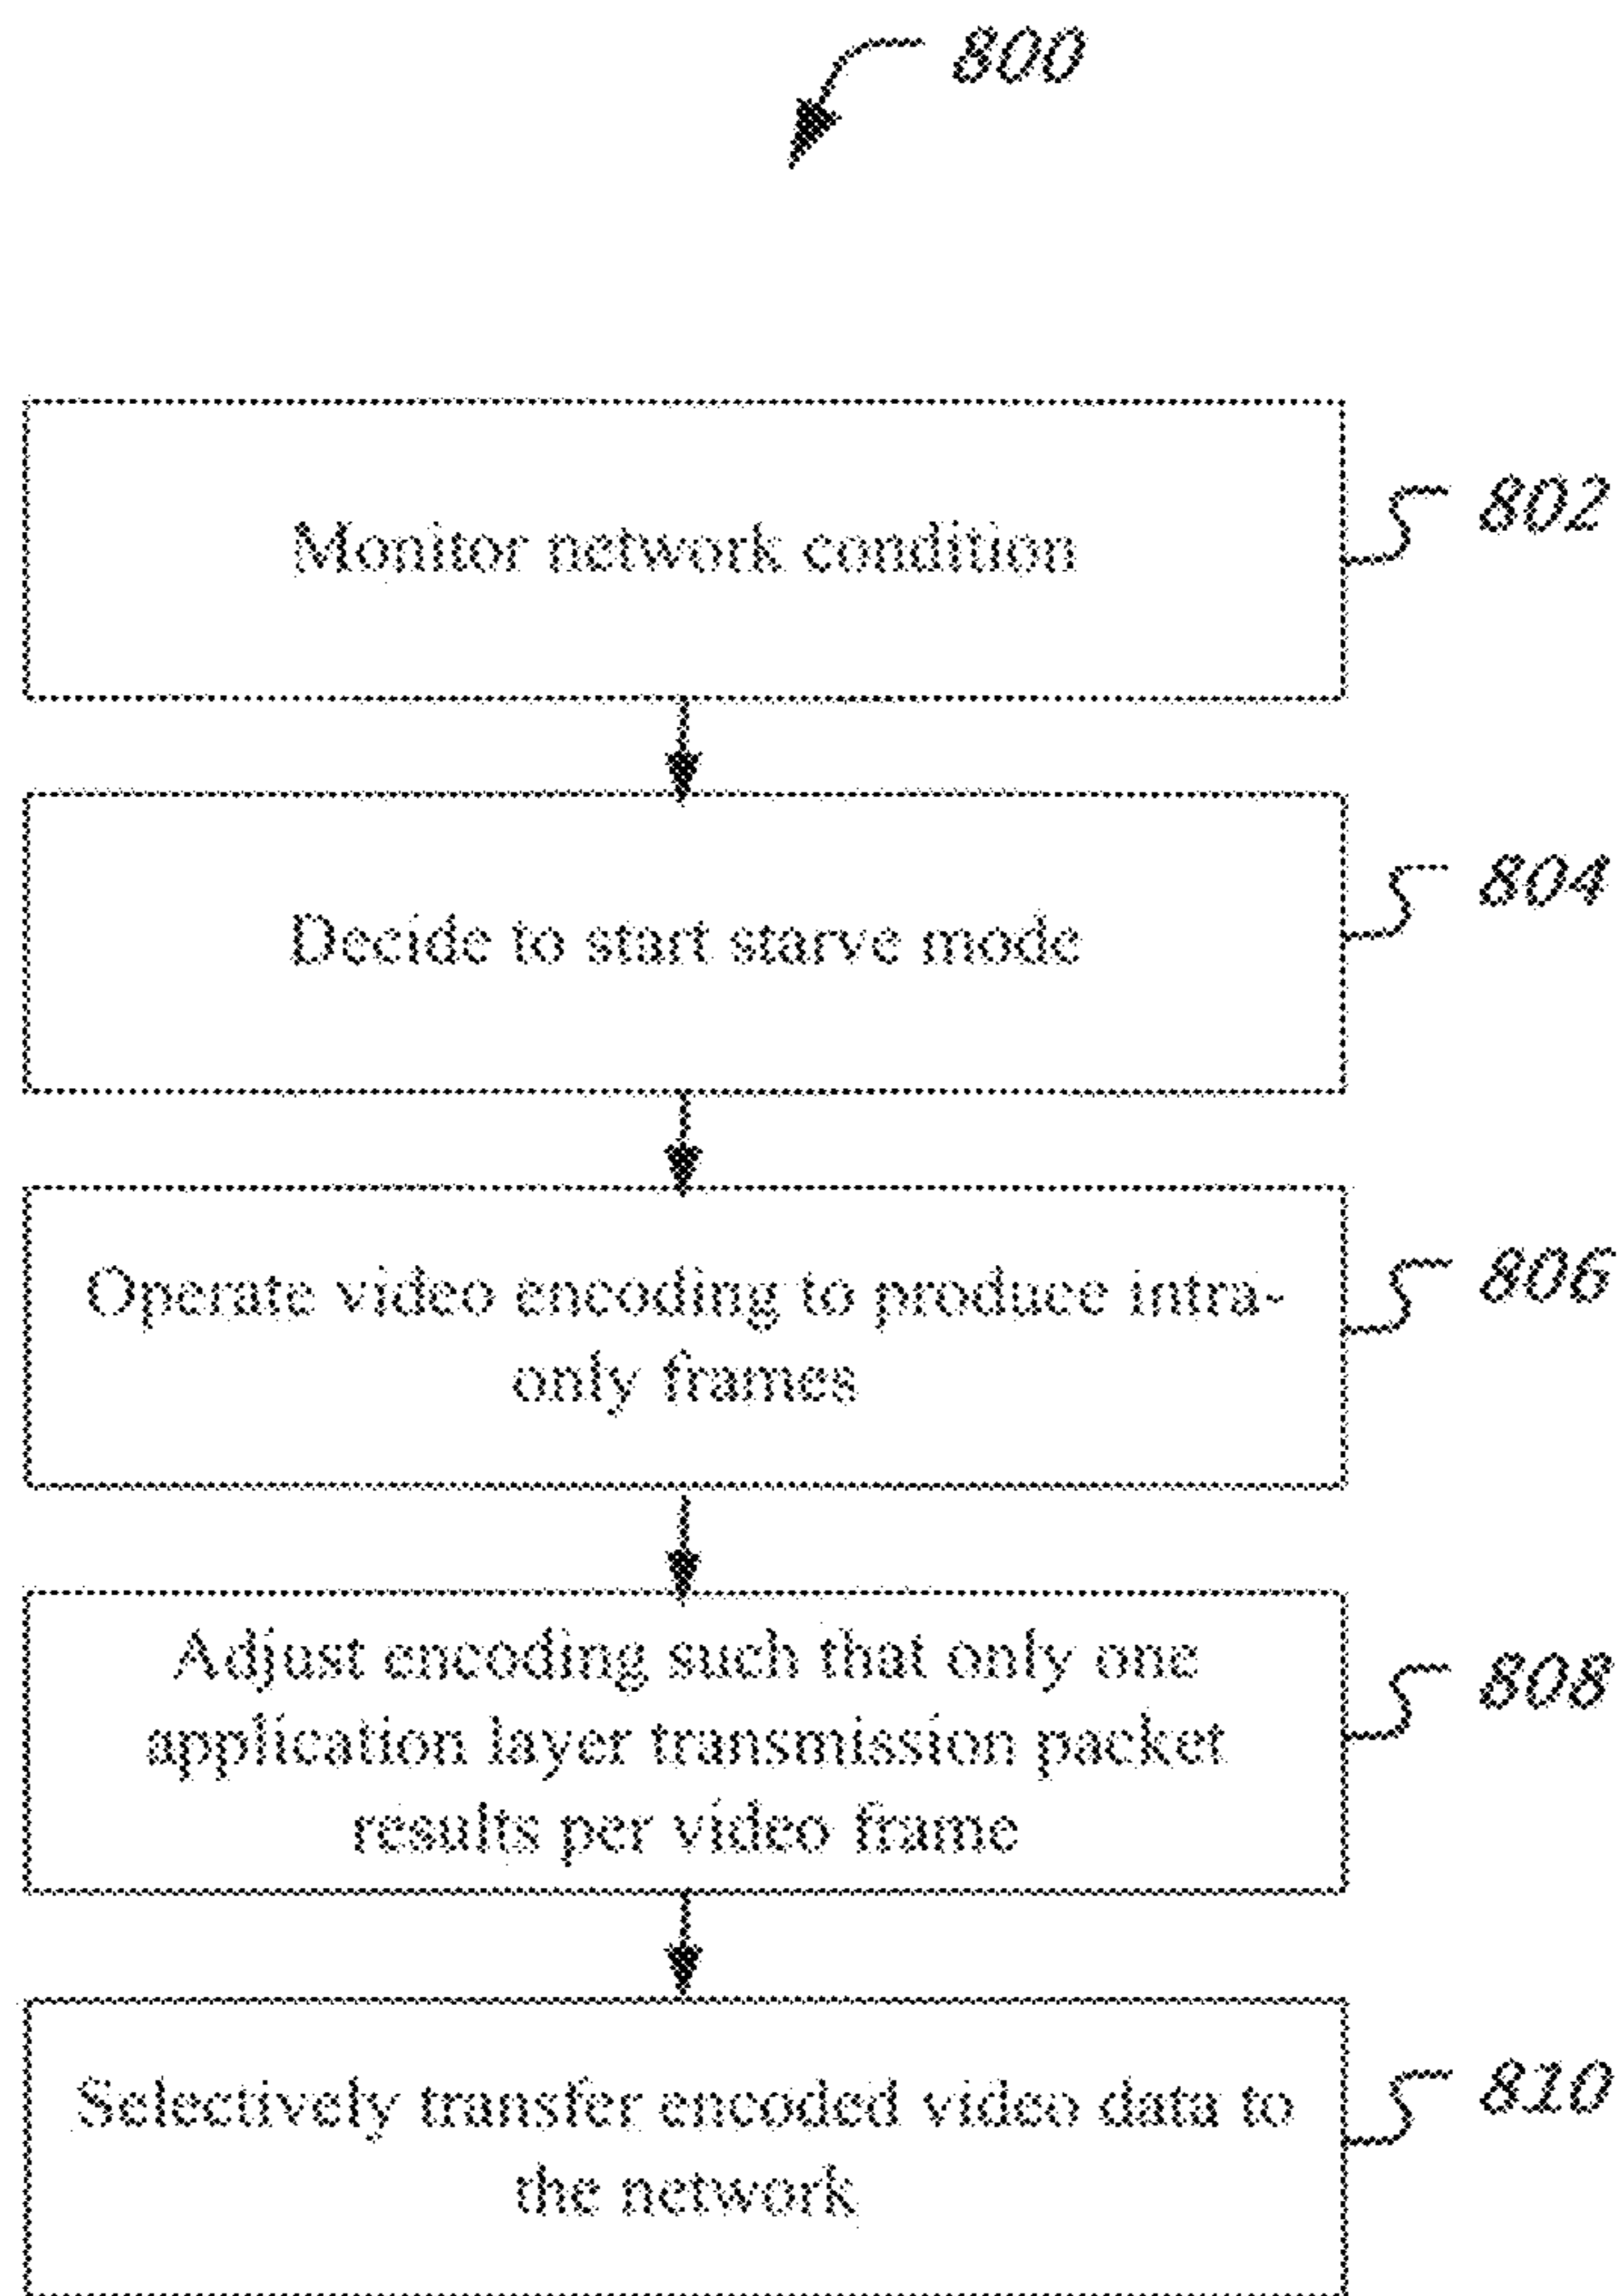 800
Monitor network condition
802
Decide to start starve mode
804
Operate video encoding to produce intra-
only frames
806
Adjust encoding such that only one
application layer transmission packet
results per video frame
808
Selectively transfer encoded video data to
the network
810